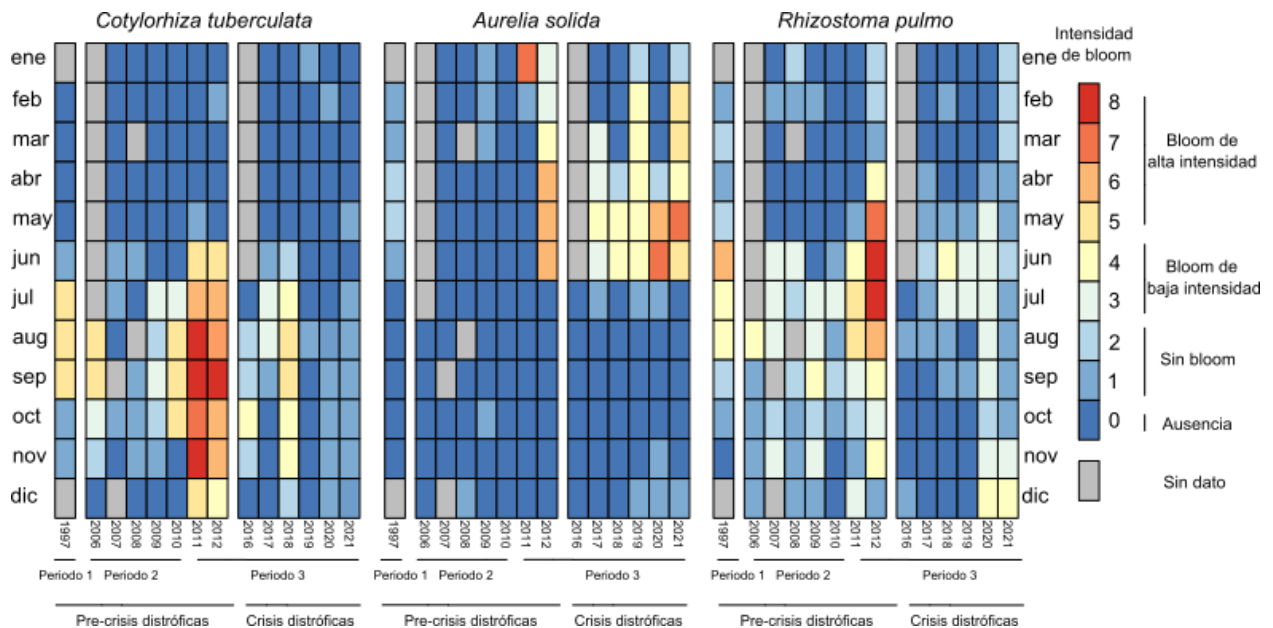 Cotylorhiza tuberculata
Aurelia solida
Rhizostoma pulmo
Intensidad
de bloom
ene
feb
mar
abr
may
jun
jul
aug
sep
oct
nov
dic
ene
feb
mar
abr
may
jun
jul
aug
sep
oct
nov
dic
8
7
6
5
4
3
2
1
0
Bloom de
alta intensidad
Bloom de
baja intensidad
Sin bloom
Ausencia
Sin dato
1997 2006 2007 2008 2009 2010 2011 2012 2016 2017 2018 2019 2020 2021
1997 2006 2007 2008 2009 2010 2011 2012 2016 2017 2018 2019 2020 2021
1997 2006 2007 2008 2009 2010 2011 2012 2016 2017 2018 2019 2020 2021
Periodo 1 Periodo 2 Periodo 3
Periodo 1 Periodo 2 Periodo 3
Periodo 1 Periodo 2 Periodo 3
Pre-crisis distróficas Crisis distróficas
Pre-crisis distróficas Crisis distróficas
Pre-crisis distróficas Crisis distróficas